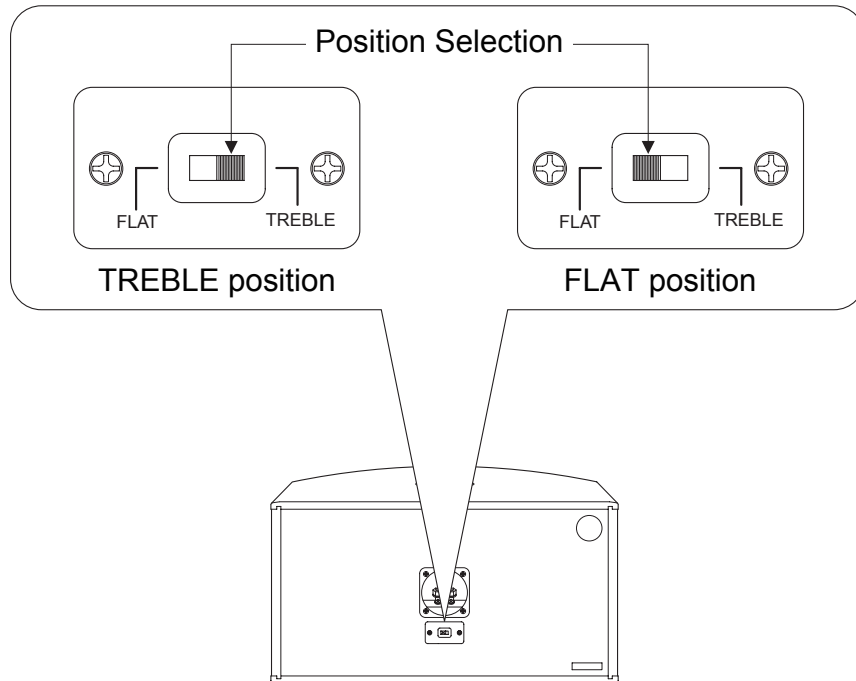 Position Selection
FLAT TREBLE
FLAT TREBLE
TREBLE position
FLAT position